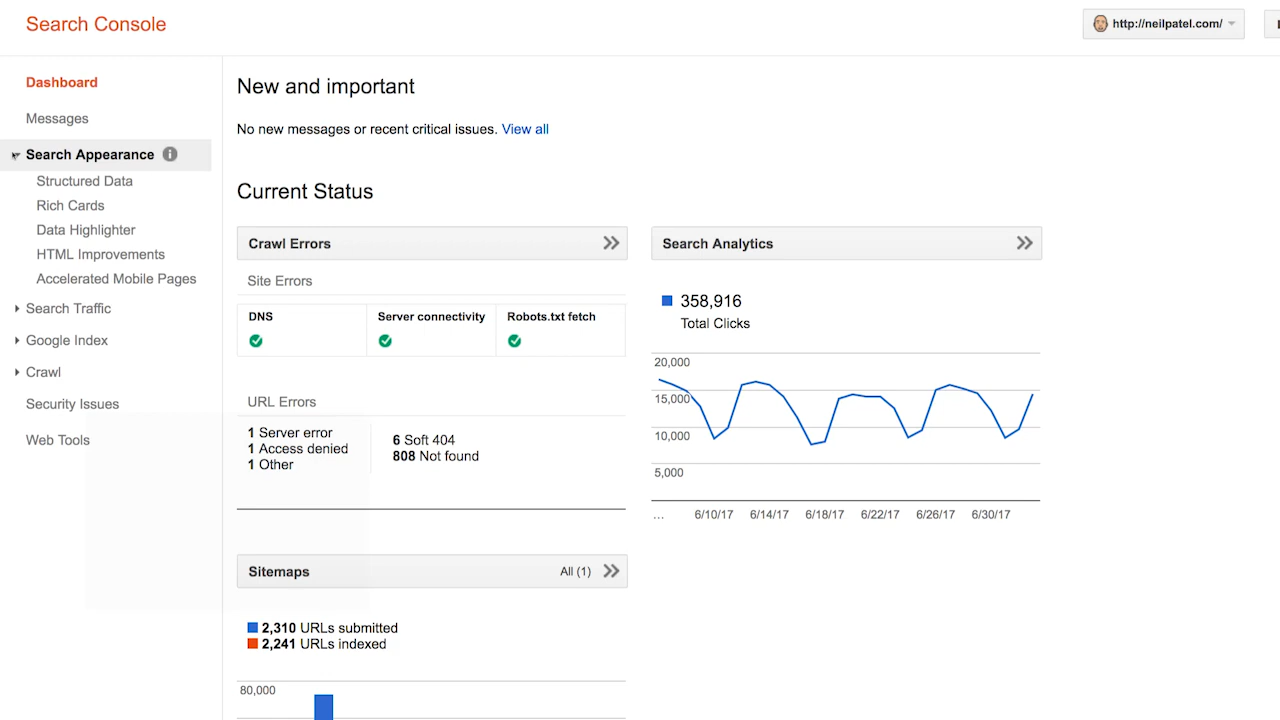 Search Console
http://neilpatel.com/
Dashboard
Messages
Search Appearance
Structured Data
Rich Cards
Data Highlighter
HTML Improvements
Accelerated Mobile Pages
Search Traffic
Google Index
Crawl
Security Issues
Web Tools
New and important
No new messages or recent critical issues. View all
Current Status
Crawl Errors
Site Errors
DNS
Server connectivity
Robots.txt fetch
URL Errors
1 Server error
1 Access denied
1 Other
6 Soft 404
808 Not found
Sitemaps
All (1)
2,310 URLs submitted
2,241 URLs indexed
80,000
Search Analytics
358,916
Total Clicks
20,000
15,000
10,000
5,000
... 6/10/17 6/14/17 6/18/17 6/22/17 6/26/17 6/30/17